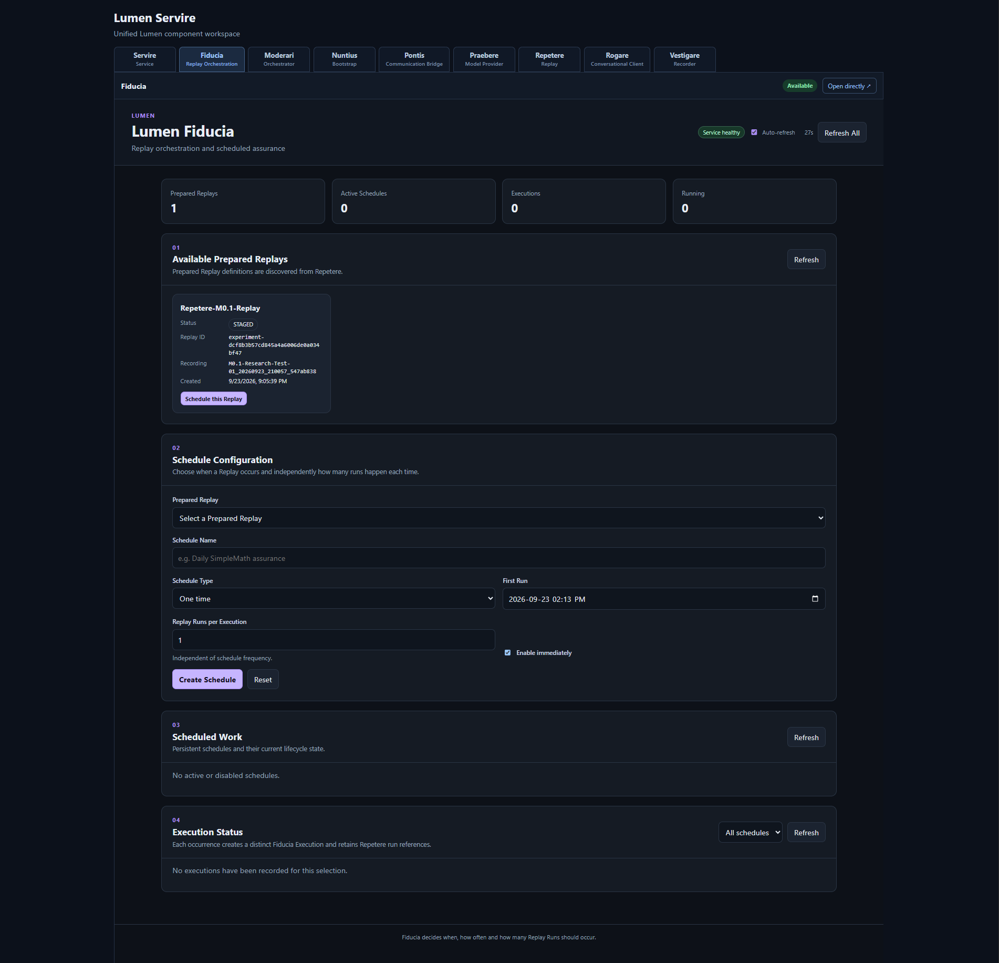 Lumen Servire
Unified Lumen component workspace
Servire
Service
Fiducia
Replay Orchestration
Moderari
Orchestrator
Nuntius
Bootstrap
Pontis
Communication Bridge
Praebere
Model Provider
Repetere
Replay
Rogare
Conversational Client
Vestigare
Recorder
Fiducia
Available
Open directly ↗
LUMEN
Lumen Fiducia
Replay orchestration and scheduled assurance
Service healthy
Auto-refresh
27s
Refresh All
Prepared Replays
1
Active Schedules
0
Executions
0
Running
0
01
Available Prepared Replays
Prepared Replay definitions are discovered from Repetere.
Refresh
Repetere-M0.1-Replay
Status
STAGED
Replay ID
experiment-
dcf8b3b57cd845a4a6006de0a034
bf47
Recording
M0.1-Research-Test-
01_20260923_210057_547ab838
Created
9/23/2026, 9:05:39 PM
Schedule this Replay
02
Schedule Configuration
Choose when a Replay occurs and independently how many runs happen each time.
Prepared Replay
Select a Prepared Replay
Schedule Name
e.g. Daily SimpleMath assurance
Schedule Type
One time
First Run
2026-09-23 02:13 PM
Replay Runs per Execution
1
Independent of schedule frequency.
Enable immediately
Create Schedule
Reset
03
Scheduled Work
Persistent schedules and their current lifecycle state.
Refresh
No active or disabled schedules.
04
Execution Status
Each occurrence creates a distinct Fiducia Execution and retains Repetere run references.
All schedules
Refresh
No executions have been recorded for this selection.
Fiducia decides when, how often and how many Replay Runs should occur.